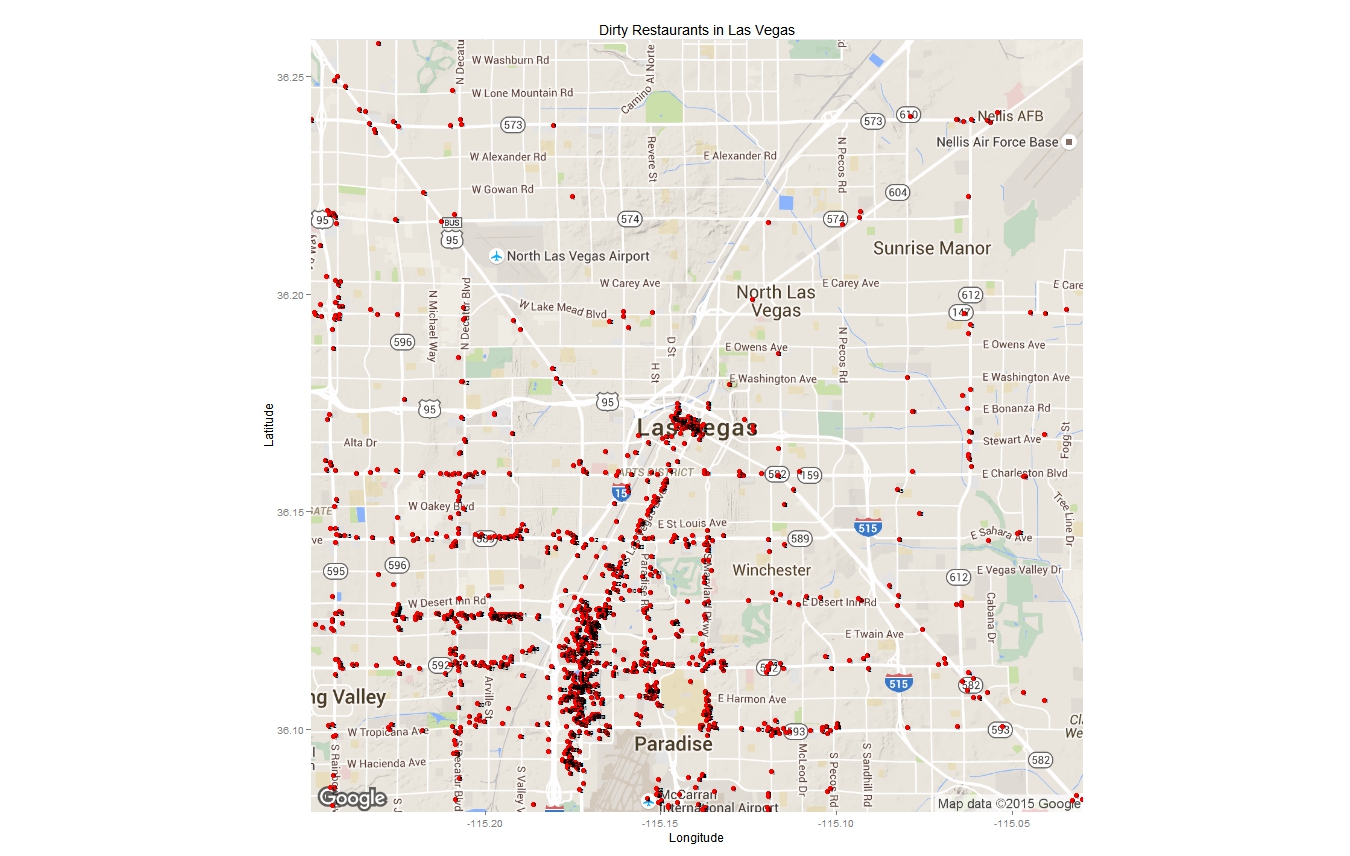 Dirty Restaurants in Las Vegas
W Washburn Rd
N Decatu
Camino Al Norte
W Lone Mountain Rd
36.25
573
573
610
Nellis AFB
Nellis Air Force Base
W Alexander Rd
Revere St
E Alexander Rd
N Pecos Rd
W Gowan Rd
604
95
BUS
95
574
574
Sunrise Manor
North Las Vegas Airport
W Carey Ave
E Carey Ave
E Care
36.20
N Michael Way
N Decatur Blvd
W Lake Mead Blvd
North Las
Vegas
612
147
596
D St
H St
E Owens Ave
N Pecos Rd
E Owens Ave
E Washington Ave
E Washington Ave
95
95
E Bonanza Rd
Latitude
Las Vegas
Alta Dr
Stewart Ave
Fogg St
ARTS DISTRICT
582
159
E Charleston Blvd
15
W Oakey Blvd
Tree Line Dr
36.15
GATE
E St Louis Ave
515
ve
589
589
E Sahara Ave
595
596
Paradise Rd
S Maryland Pkwy
Winchester
612
E Vegas Valley Dr
W Desert Inn Rd
E Desert Inn Rd
Cabana Dr
E Twain Ave
592
592
515
582
ng Valley
Arville St
E Harmon Ave
36.10
W Tropicana Ave
593
593
Paradise
582
W Hacienda Ave
S Decatur Blvd
S Valley V
McLeod Dr
S Pecos Rd
S Sandhill Rd
Google
McCarran
International Airport
Map data ©2015 Google
-115.20
-115.15
-115.10
-115.05
Longitude